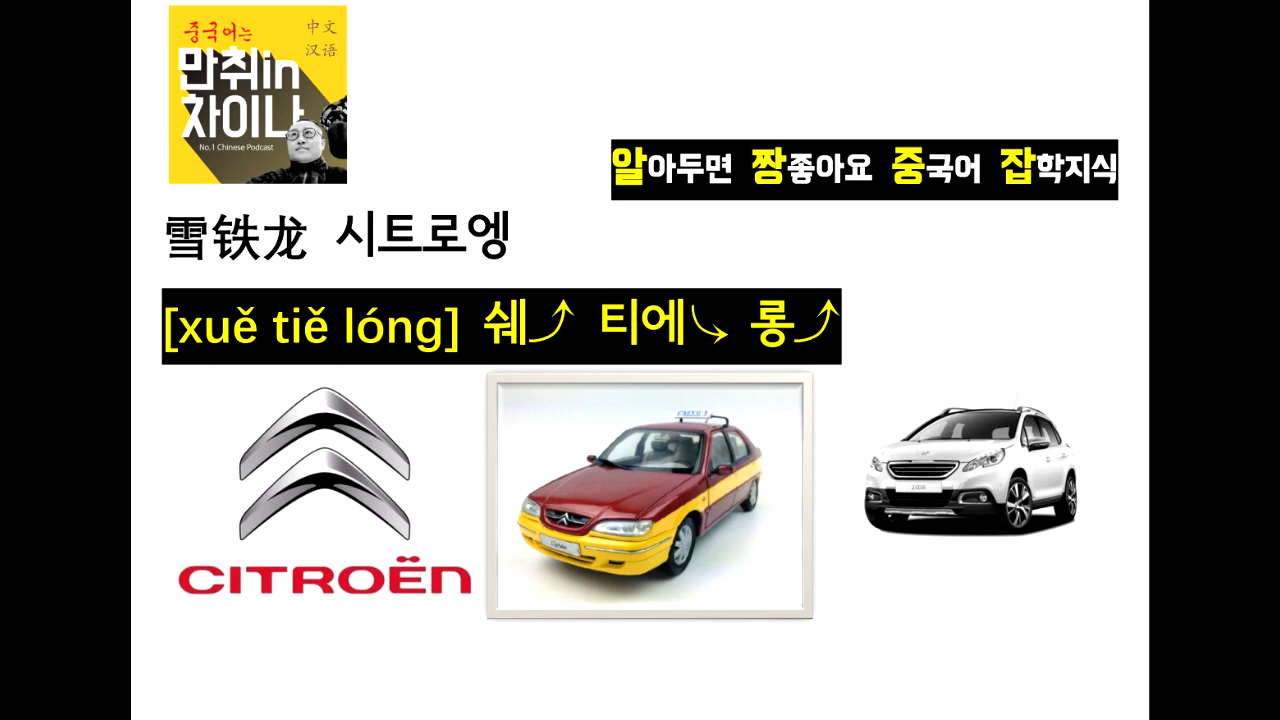 중국어는
中文
汉语
만취in
차이나
No.1 Chinese Podcast
알아두면 짱좋아요 중국어 잡학지식
雪铁龙 시트로엥
[xuě tiě lóng] 쉐⤴ 티에⤵ 롱⤴
CITROËN
2008